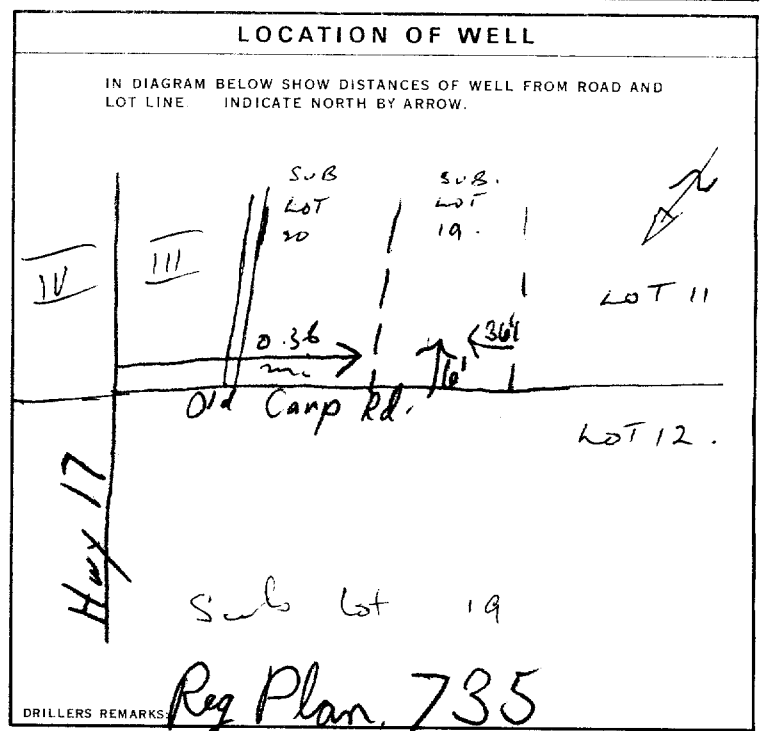 LOCATION OF WELL
IN DIAGRAM BELOW SHOW DISTANCES OF WELL FROM ROAD AND
LOT LINE. INDICATE NORTH BY ARROW.
SUB LOT 20
SUB. LOT 19.
N
IV
III
LOT 11
0.36 mi
36'
16'
Old Carp Rd.
LOT 12.
Hwy 17
Sub Lot 19
DRILLERS REMARKS: Reg Plan. 735